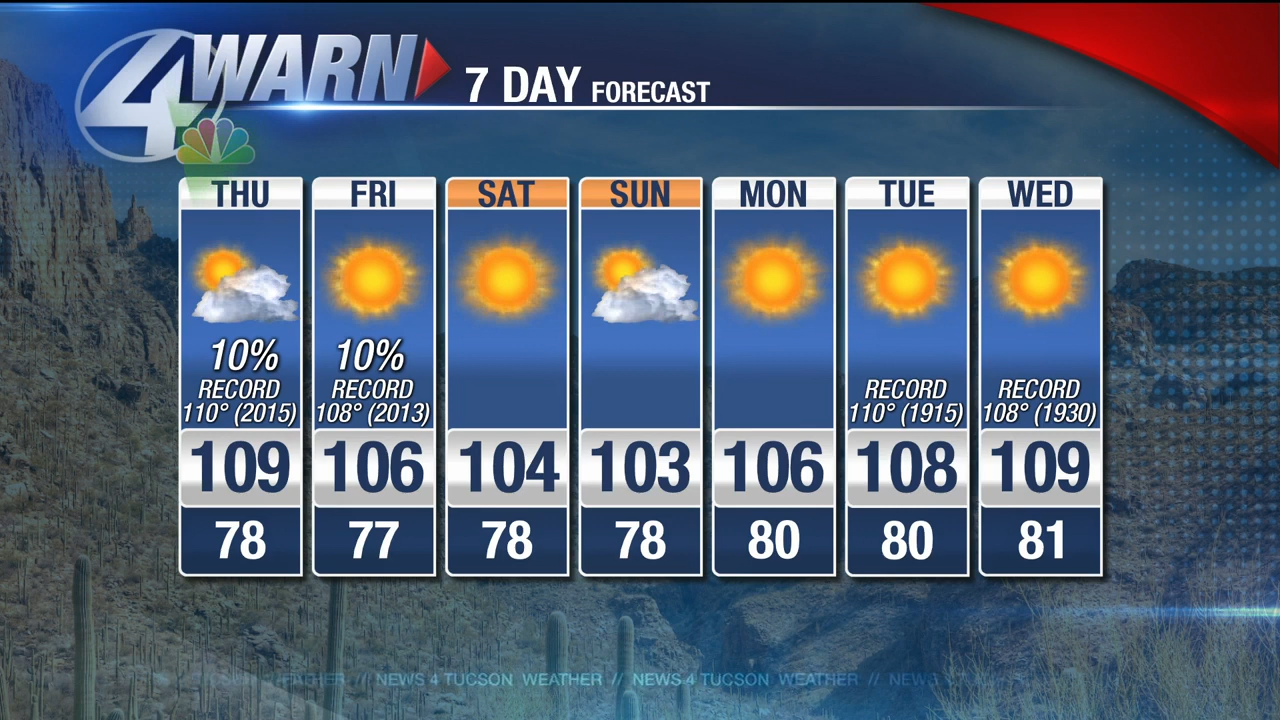 4WARN
7 DAY FORECAST
THU
FRI
SAT
SUN
MON
TUE
WED
10%
RECORD
110° (2015)
10%
RECORD
108° (2013)
RECORD
110° (1915)
RECORD
108° (1930)
109
106
104
103
106
108
109
78
77
78
78
80
80
81
// NEWS 4 TUCSON WEATHER // NEWS 4 TUCSON WEATHER // NEWS